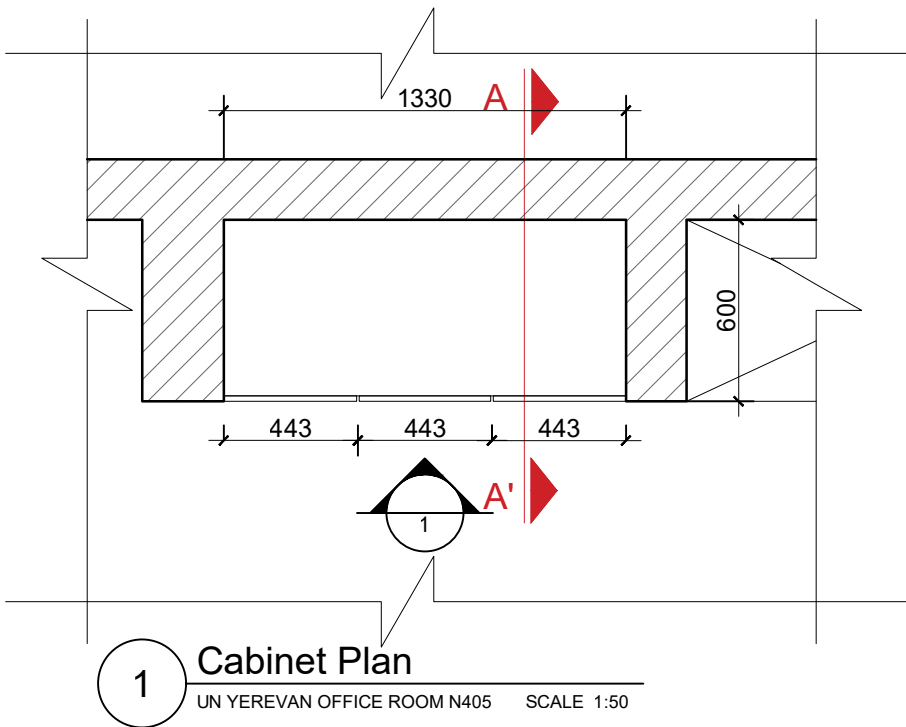 1330
A
600
443
443
443
A'
1
1
Cabinet Plan
UN YEREVAN OFFICE ROOM N405 SCALE 1:50